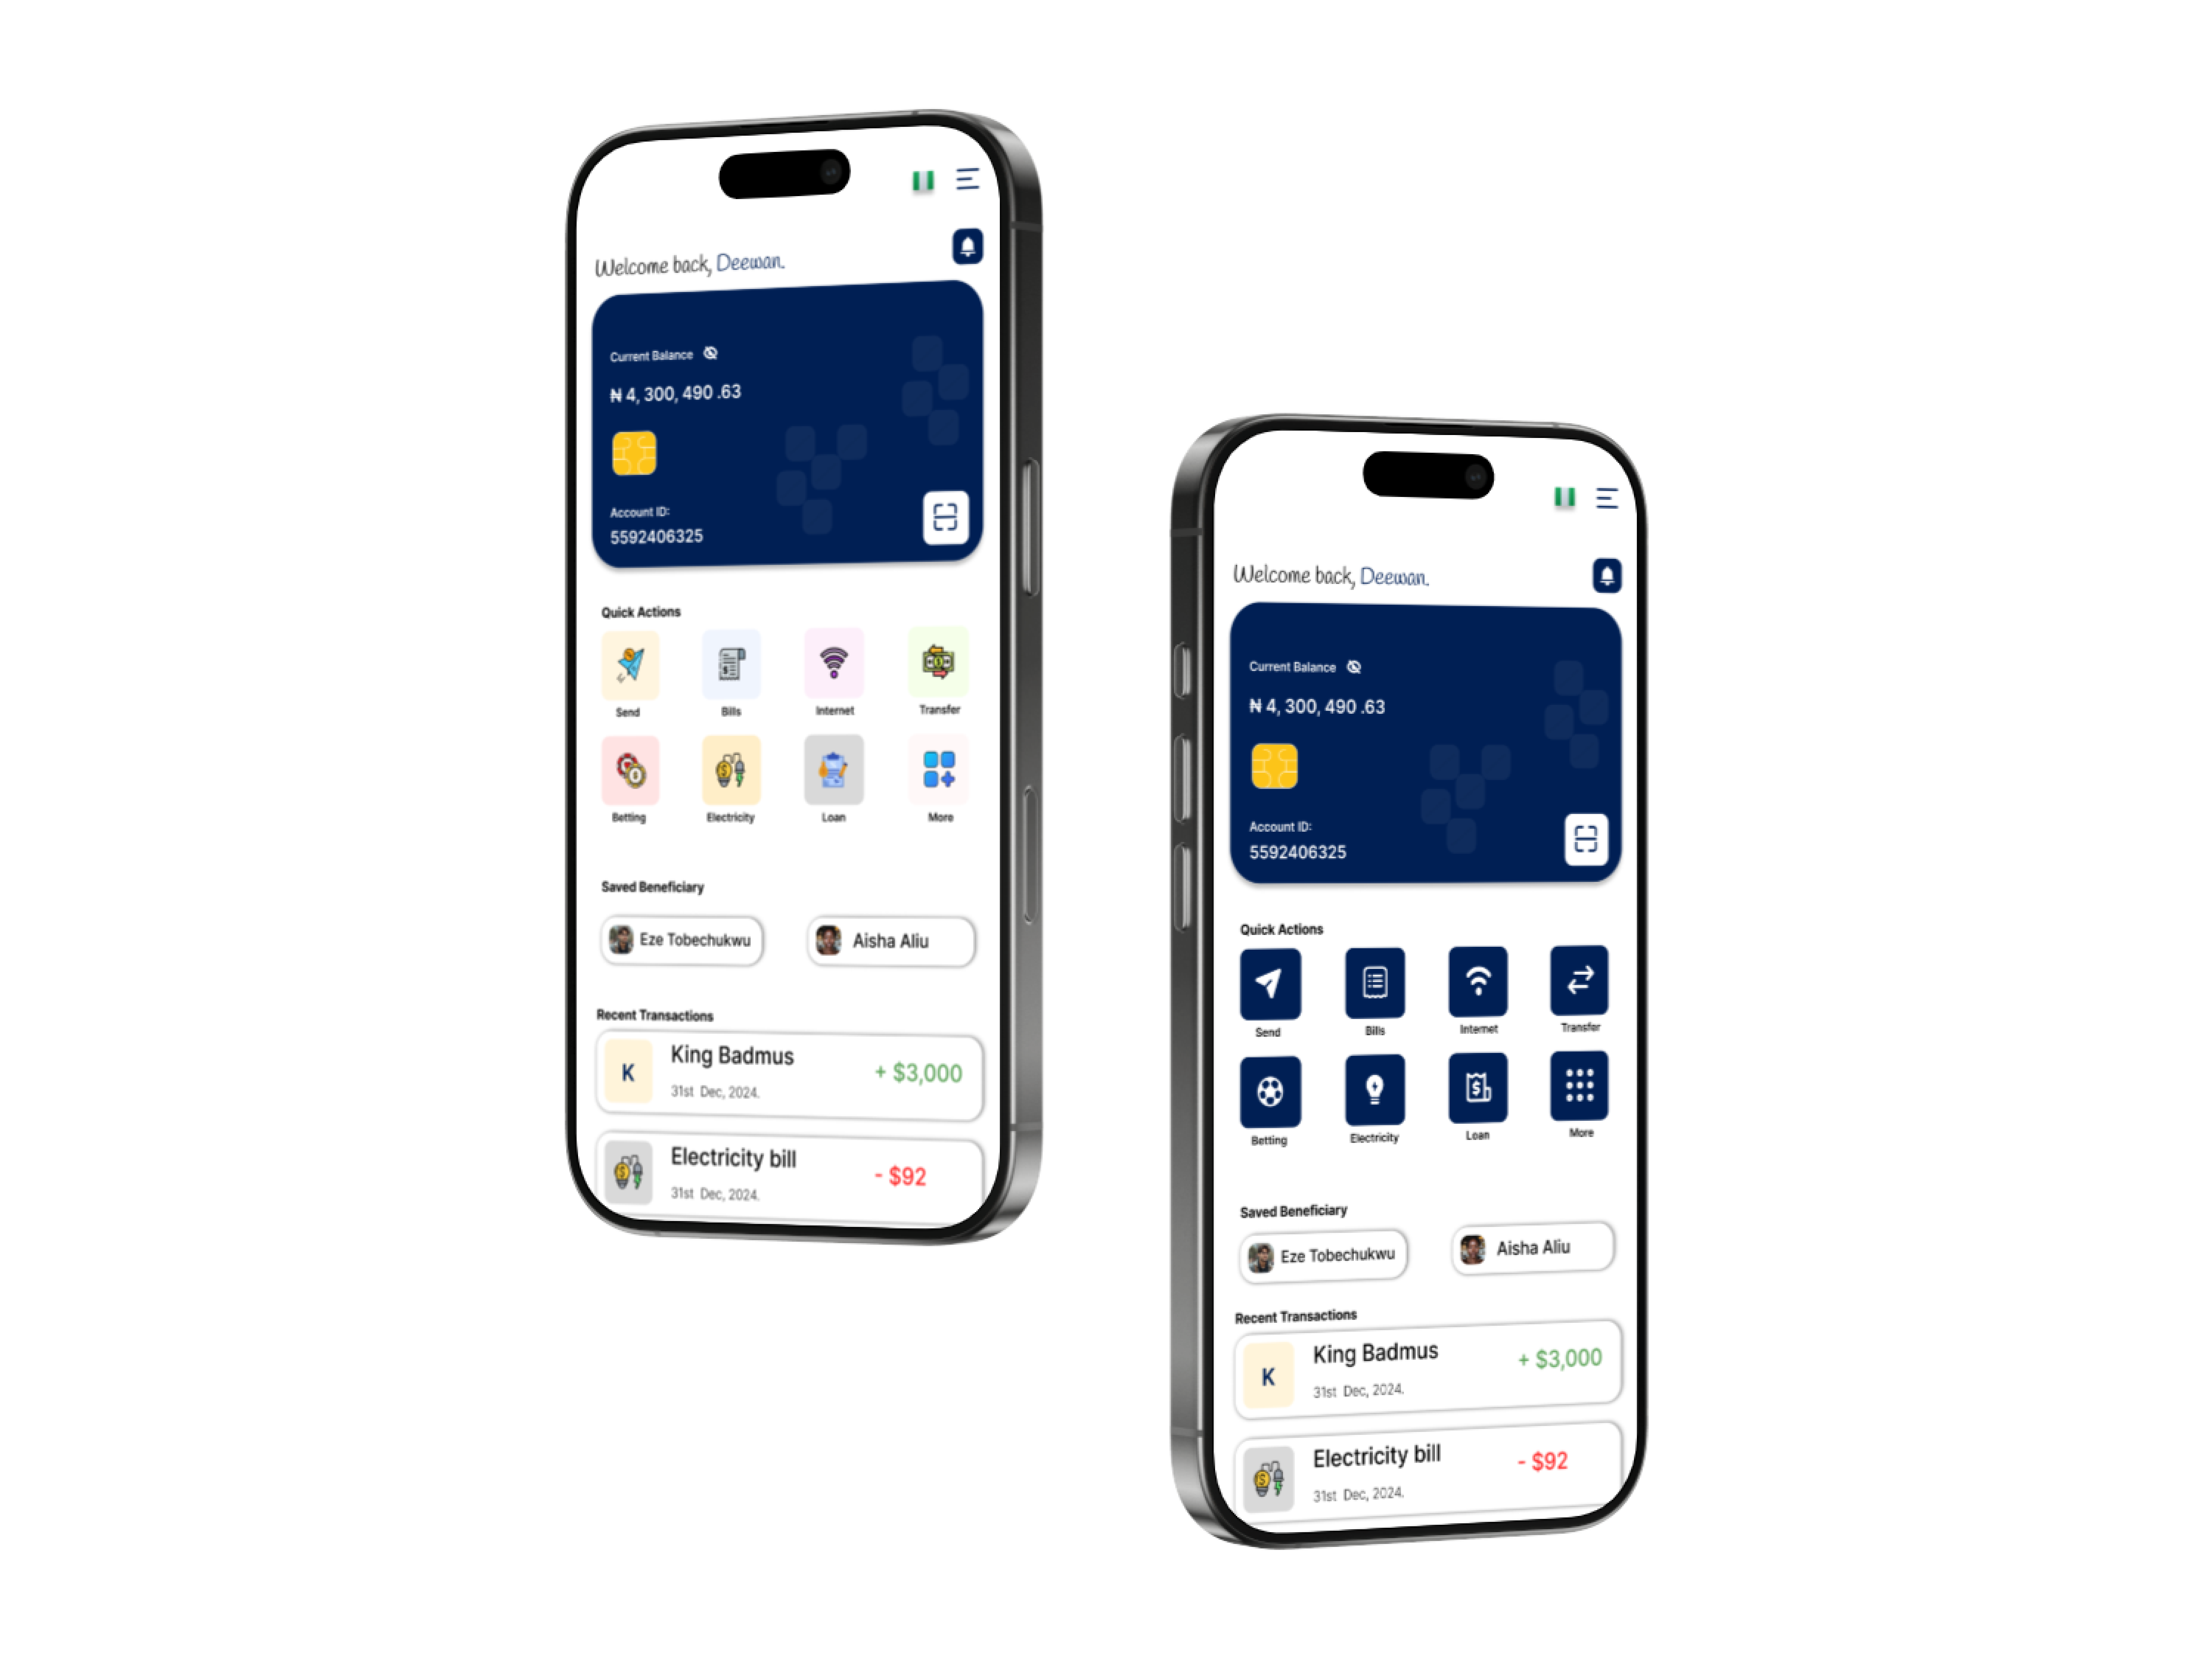 Welcome back, Deewan.
Current Balance
₦ 4, 300, 490 .63
Account ID:
5592406325
Quick Actions
Send Bills Internet Transfer
Betting Electricity Loan More
Saved Beneficiary
Eze Tobechukwu Aisha Aliu
Recent Transactions
K King Badmus + $3,000
31st Dec, 2024.
Electricity bill - $92
31st Dec, 2024.
Welcome back, Deewan.
Current Balance
₦ 4, 300, 490 .63
Account ID:
5592406325
Quick Actions
Send Bills Internet Transfer
Betting Electricity Loan More
Saved Beneficiary
Eze Tobechukwu Aisha Aliu
Recent Transactions
K King Badmus + $3,000
31st Dec, 2024.
Electricity bill - $92
31st Dec, 2024.